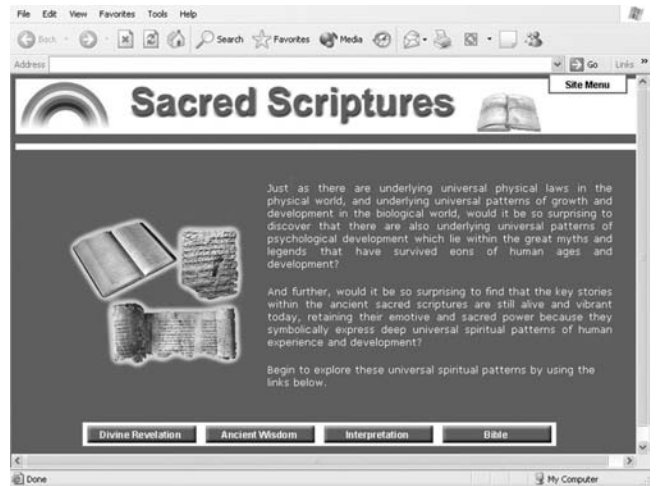 File Edit View Favorites Tools Help
Back Search Favorites Media
Address Go Links »
Site Menu
Sacred Scriptures
Just as there are underlying universal physical laws in the
physical world, and underlying universal patterns of growth and
development in the biological world, would it be so surprising to
discover that there are also underlying universal patterns of
psychological development which lie within the great myths and
legends that have survived eons of human ages and
development?
And further, would it be so surprising to find that the key stories
within the ancient sacred scriptures are still alive and vibrant
today, retaining their emotive and sacred power because they
symbolically express deep universal spiritual patterns of human
experience and development?
Begin to explore these universal spiritual patterns by using the
links below.
Divine Revelation Ancient Wisdom Interpretation Bible
Done My Computer